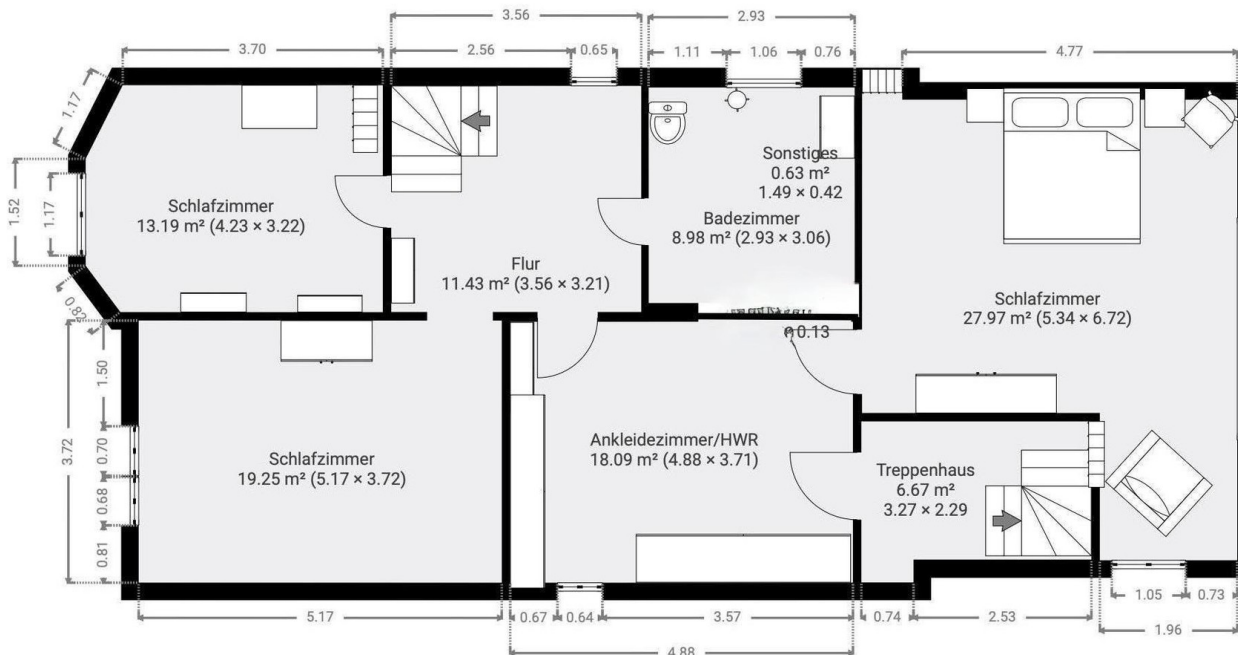 3.56
2.93
3.70
2.56
0.65
1.11
1.06
0.76
4.77
1.17
1.52
1.17
0.82
Schlafzimmer
13.19 m² (4.23 × 3.22)
Flur
11.43 m² (3.56 × 3.21)
Sonstiges
0.63 m²
1.49 × 0.42
Badezimmer
8.98 m² (2.93 × 3.06)
Schlafzimmer
27.97 m² (5.34 × 6.72)
0.13
1.50
3.72
0.70
0.68
0.81
Schlafzimmer
19.25 m² (5.17 × 3.72)
Ankleidezimmer/HWR
18.09 m² (4.88 × 3.71)
Treppenhaus
6.67 m²
3.27 × 2.29
5.17
0.67
0.64
3.57
0.74
2.53
1.05
0.73
1.96
4.88